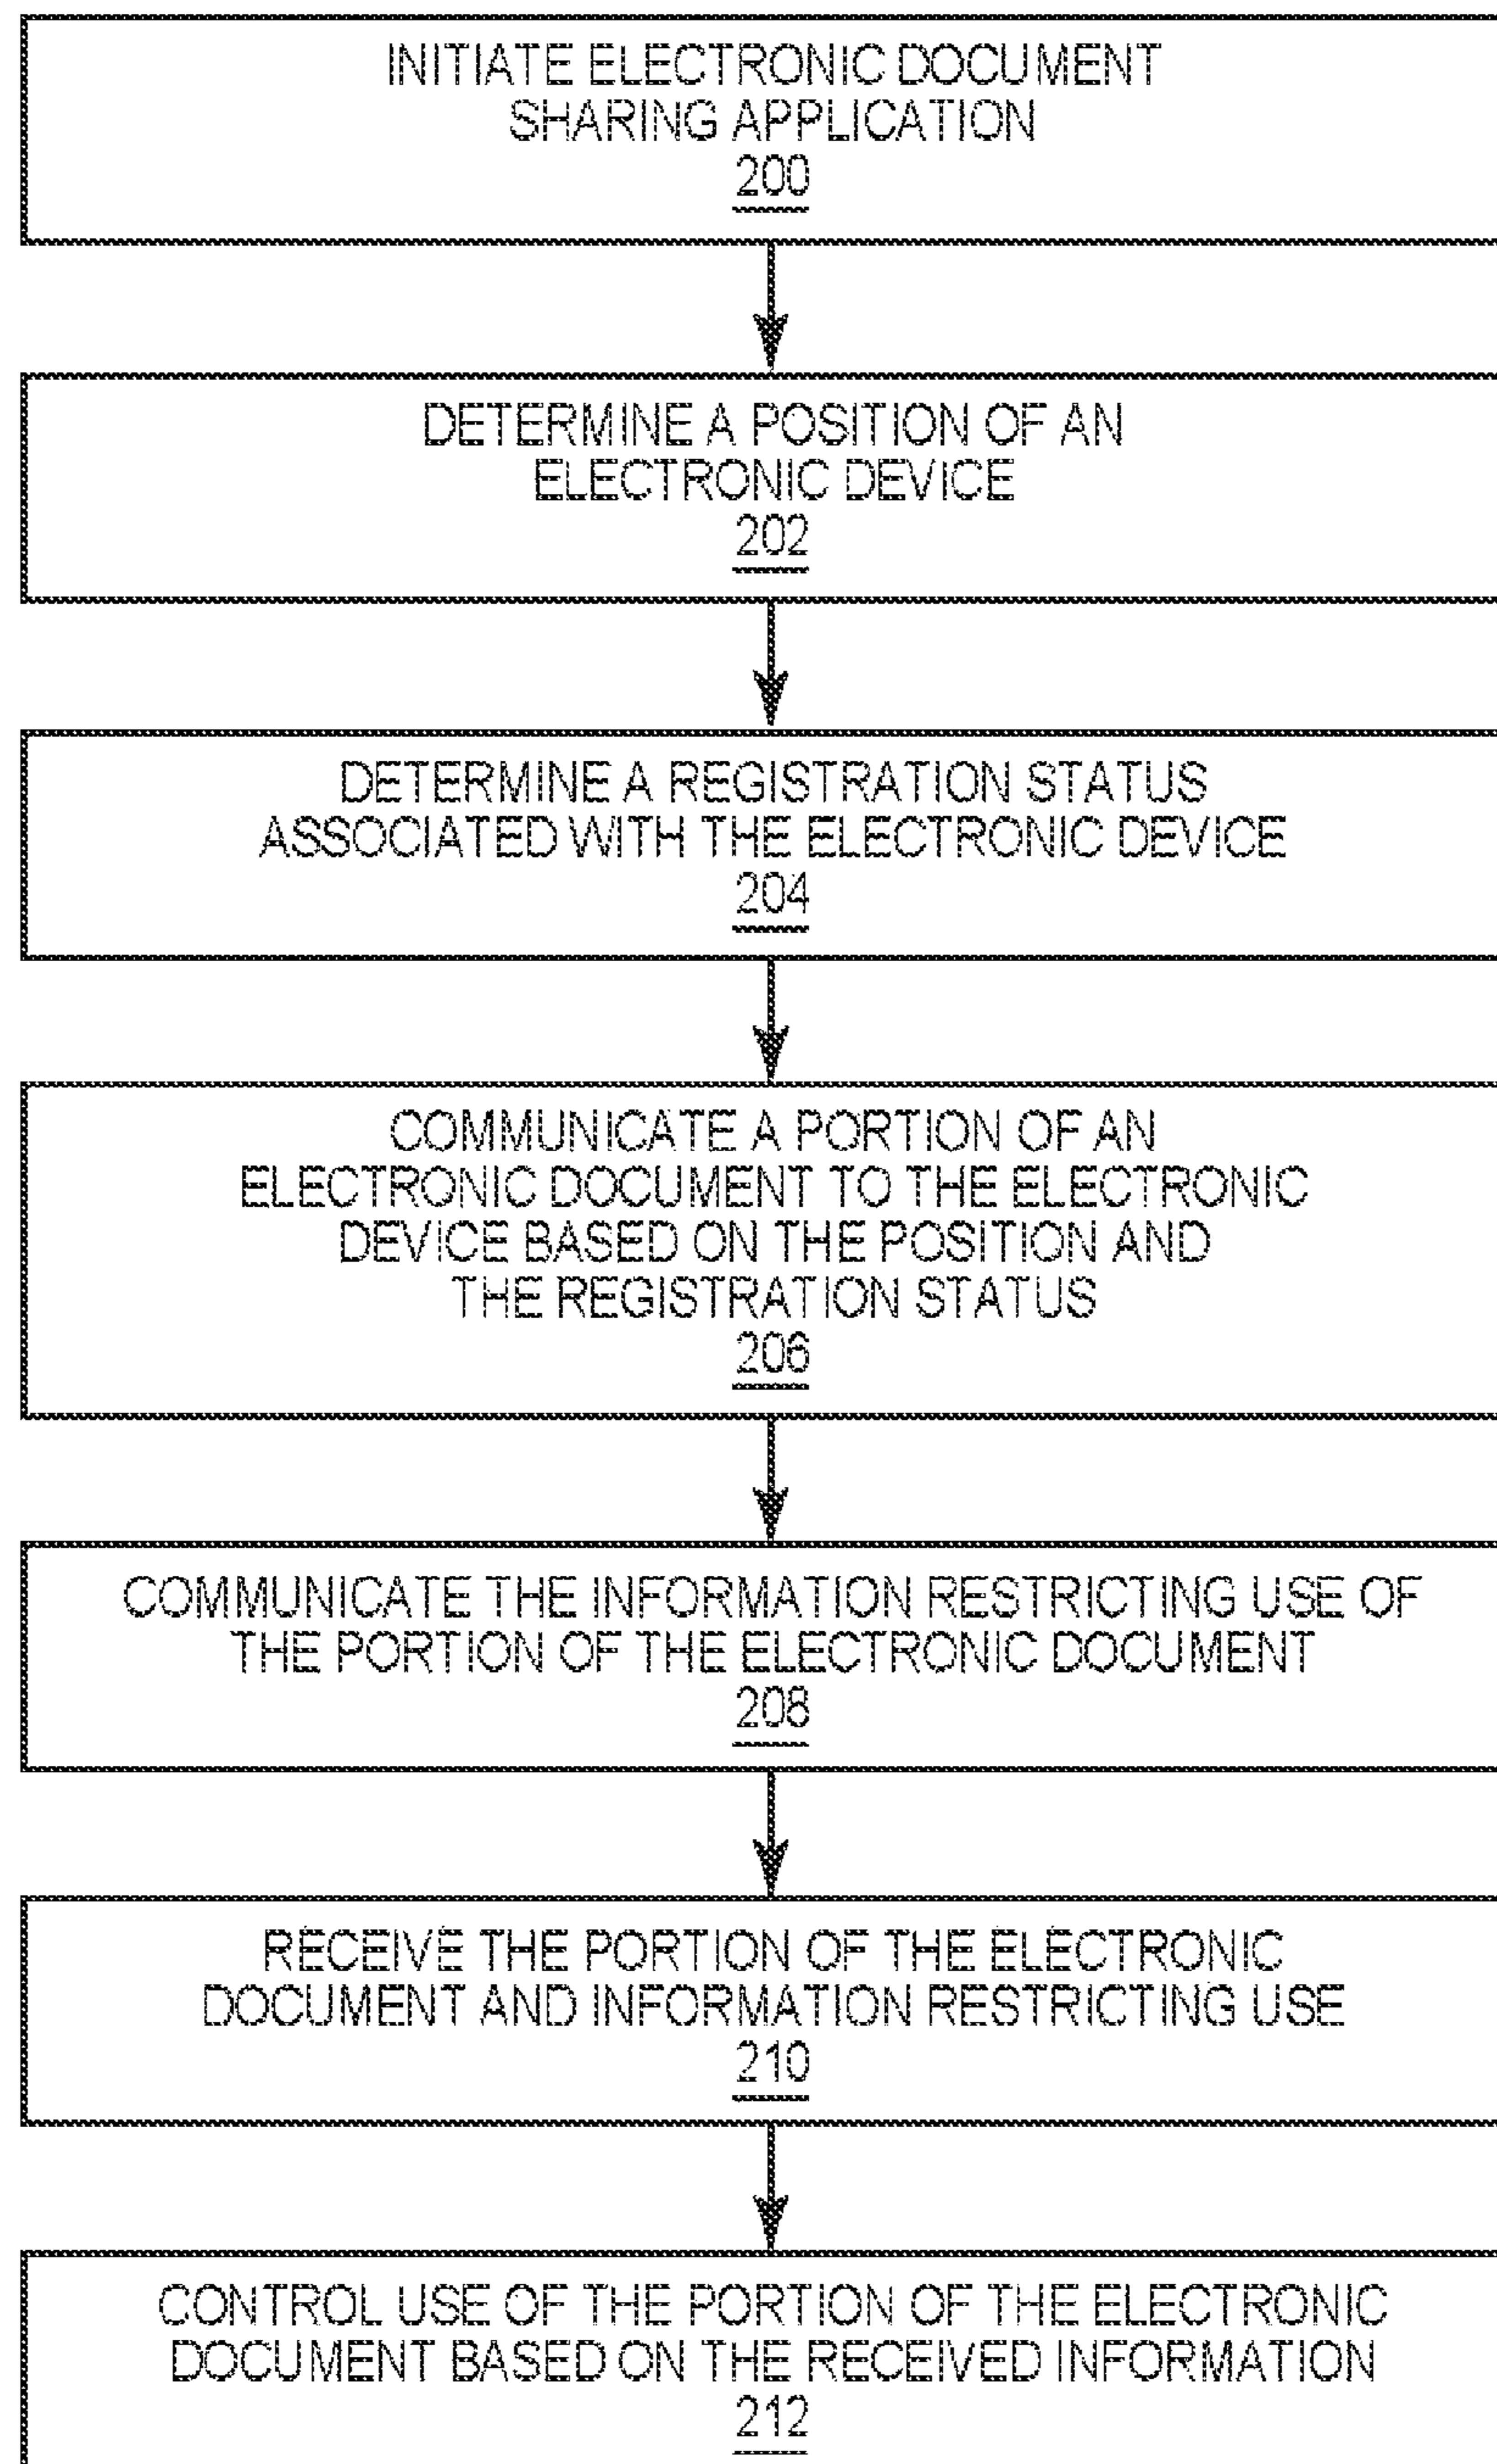 INITIATE ELECTRONIC DOCUMENT
SHARING APPLICATION
200
DETERMINE A POSITION OF AN
ELECTRONIC DEVICE
202
DETERMINE A REGISTRATION STATUS
ASSOCIATED WITH THE ELECTRONIC DEVICE
204
COMMUNICATE A PORTION OF AN
ELECTRONIC DOCUMENT TO THE ELECTRONIC
DEVICE BASED ON THE POSITION AND
THE REGISTRATION STATUS
206
COMMUNICATE THE INFORMATION RESTRICTING USE OF
THE PORTION OF THE ELECTRONIC DOCUMENT
208
RECEIVE THE PORTION OF THE ELECTRONIC
DOCUMENT AND INFORMATION RESTRICTING USE
210
CONTROL USE OF THE PORTION OF THE ELECTRONIC
DOCUMENT BASED ON THE RECEIVED INFORMATION
212